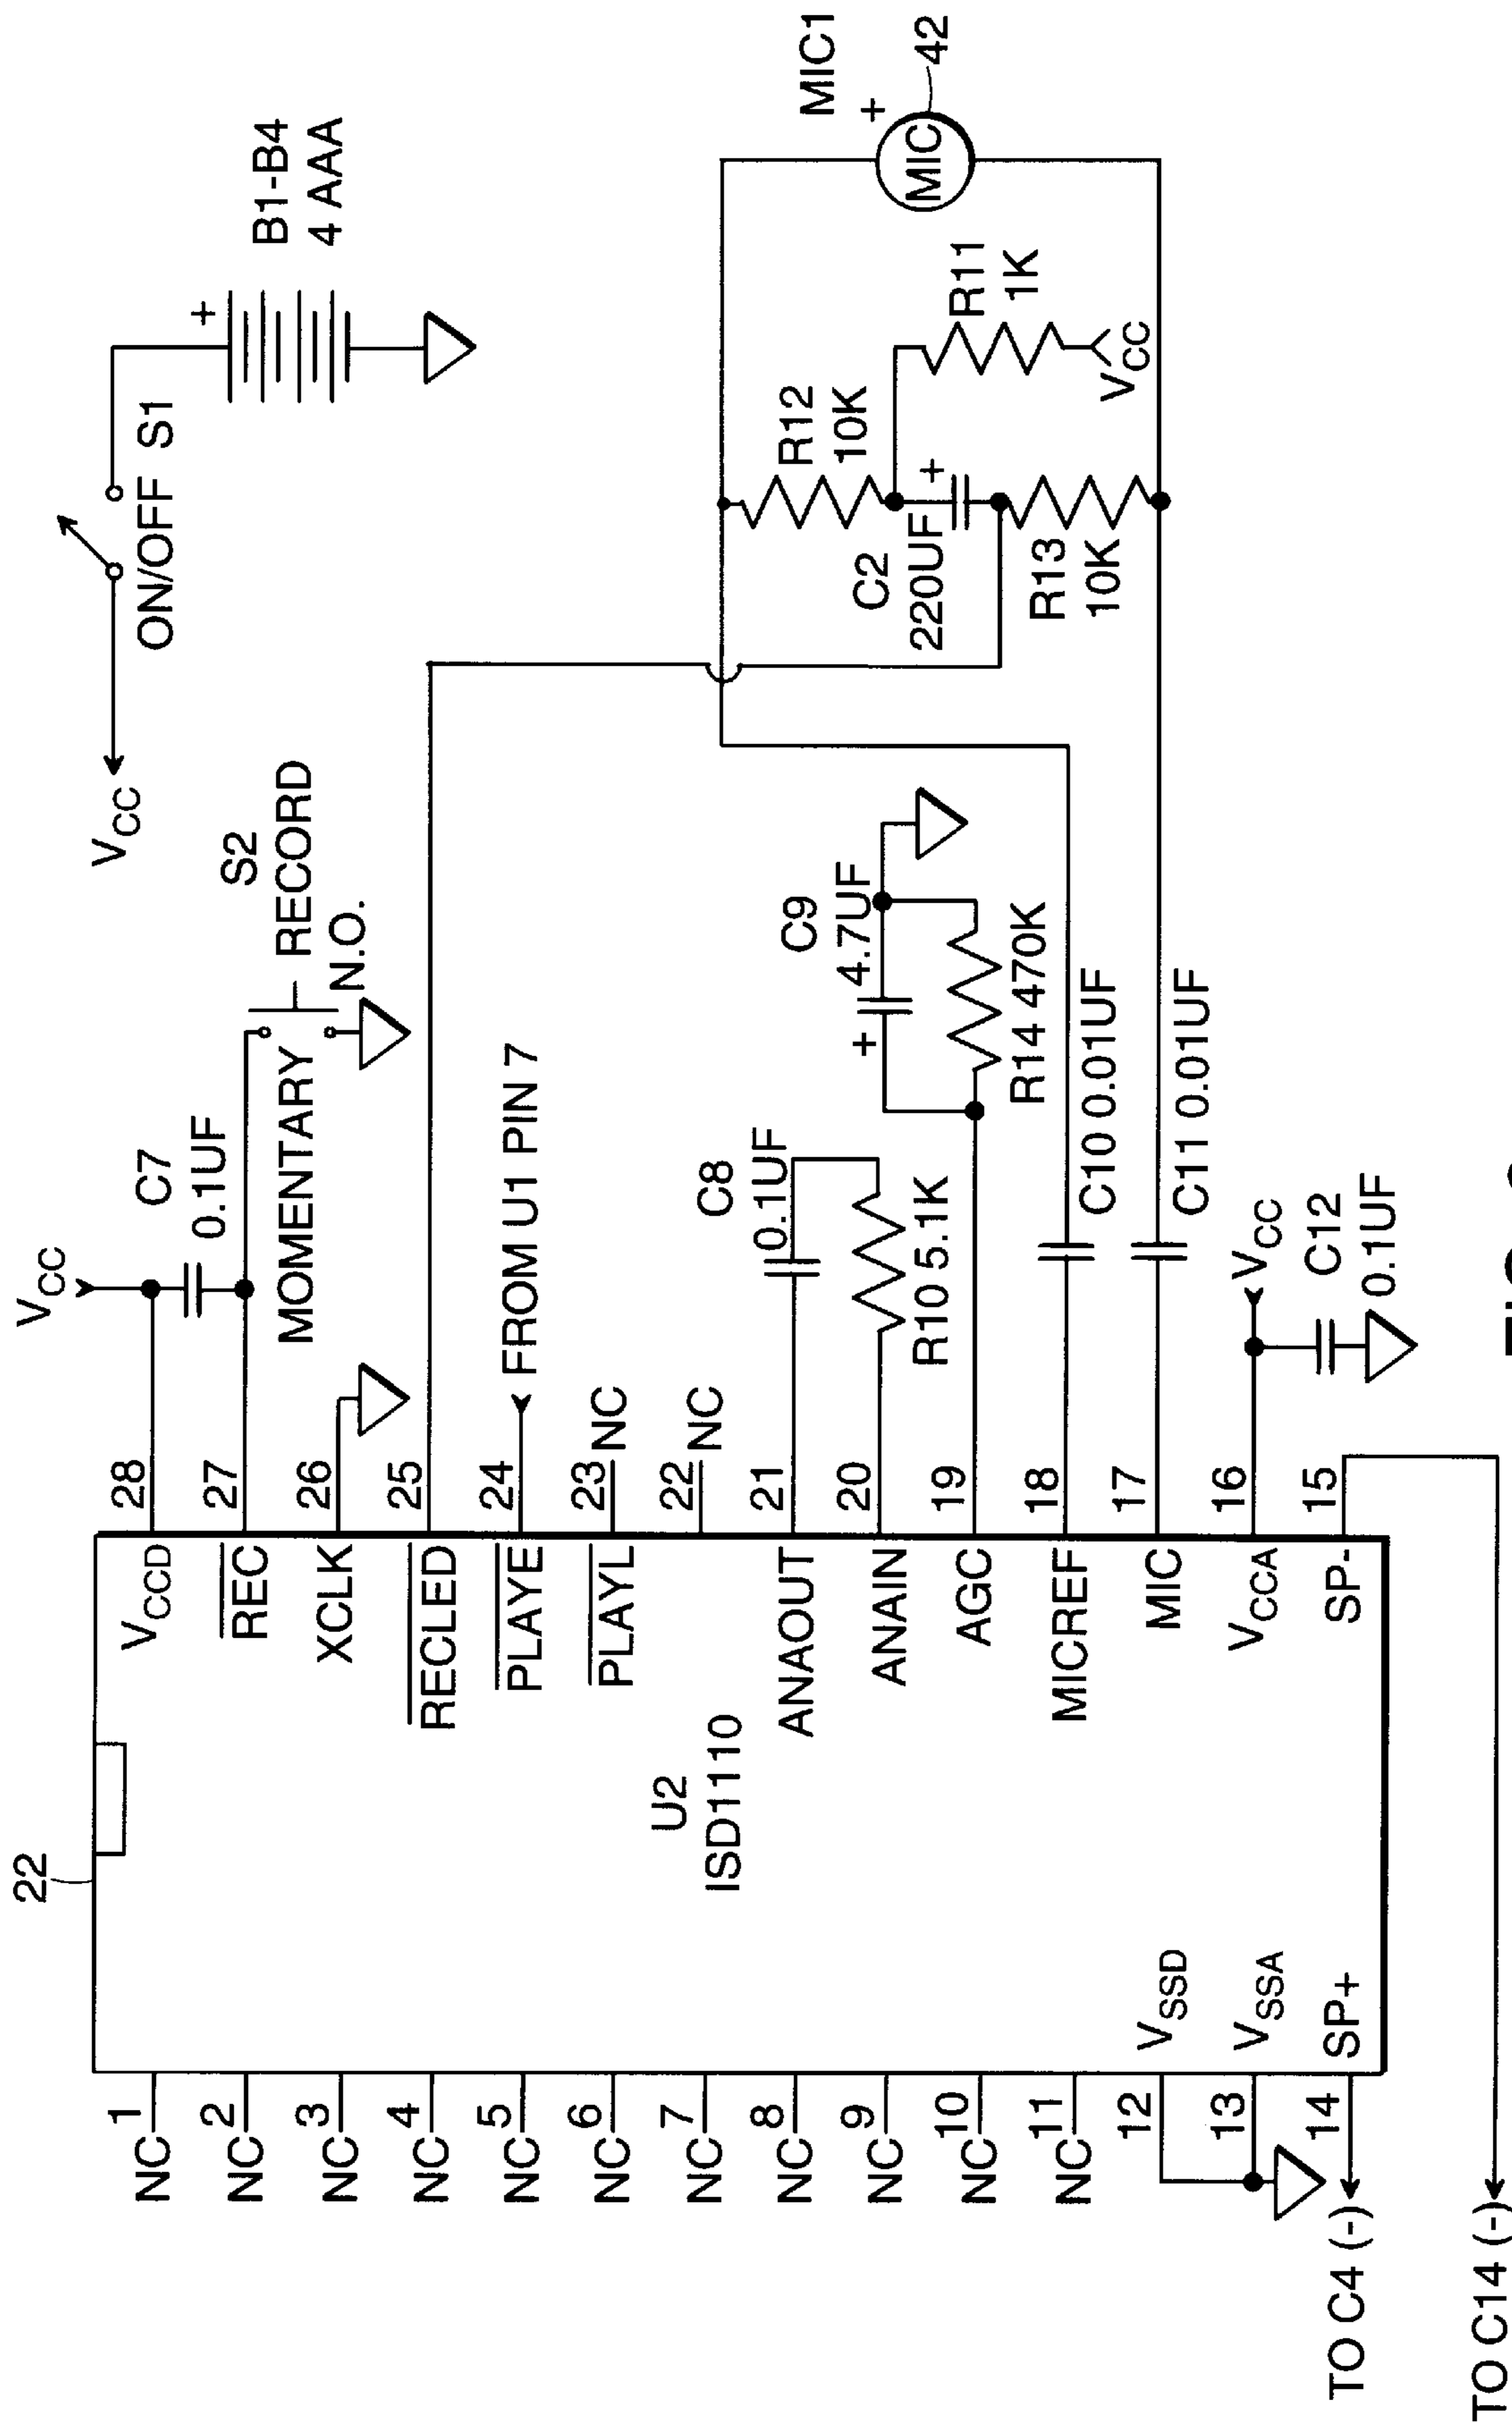 22
U2
ISD1110
NC 1
NC 2
NC 3
NC 4
NC 5
NC 6
NC 7
NC 8
NC 9
NC 10
NC 11
12 VSSD
13 VSSA
14 SP+
TO C4 (-)
TO C14 (-)
VCCD 28
REC 27
XCLK 26
RECLED 25
PLAYE 24
PLAYL 23 NC
22 NC
ANAOUT 21
ANAIN 20
AGC 19
MICREF 18
MIC 17
VCCA 16
SP- 15
VCC
C7
0.1UF
MOMENTARY
S2
RECORD
N.O.
FROM U1 PIN 7
C8
0.1UF
R10 5.1K
C9
4.7UF
+
R14 470K
C10 0.01UF
C11 0.01UF
VCC
C12
0.1UF
VCC
ON/OFF S1
+
B1-B4
4 AAA
R12
10K
C2
220UF
+
R13
10K
R11
1K
VCC
MIC1
+
MIC
42